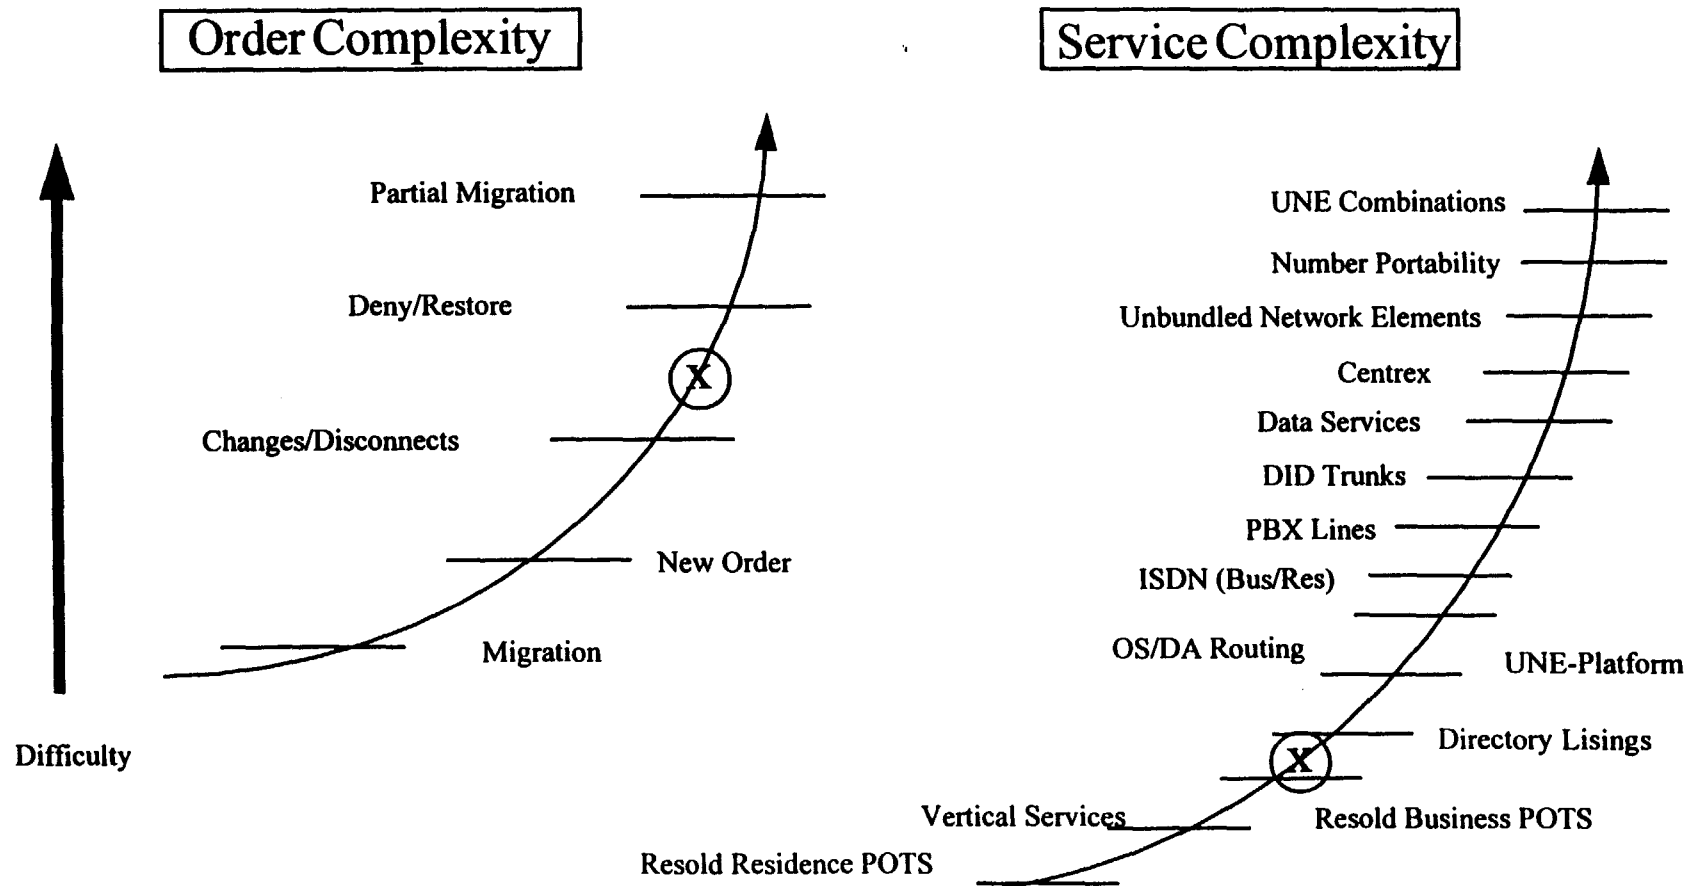 Order Complexity
Partial Migration
Deny/Restore
X
Changes/Disconnects
New Order
Migration
Difficulty
Service Complexity
UNE Combinations
Number Portability
Unbundled Network Elements
Centrex
Data Services
DID Trunks
PBX Lines
ISDN (Bus/Res)
OS/DA Routing
UNE-Platform
Directory Lisings
X
Resold Business POTS
Vertical Services
Resold Residence POTS